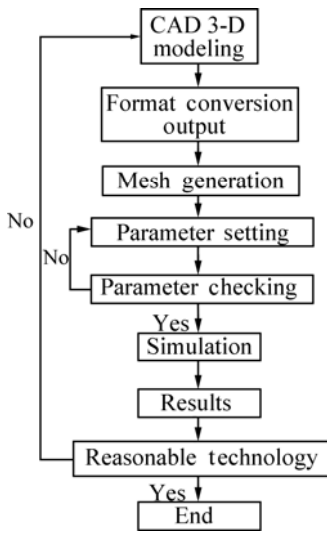 CAD 3-D
modeling
Format conversion
output
Mesh generation
No
Parameter setting
No
Parameter checking
Yes
Simulation
Results
Reasonable technology
Yes
End